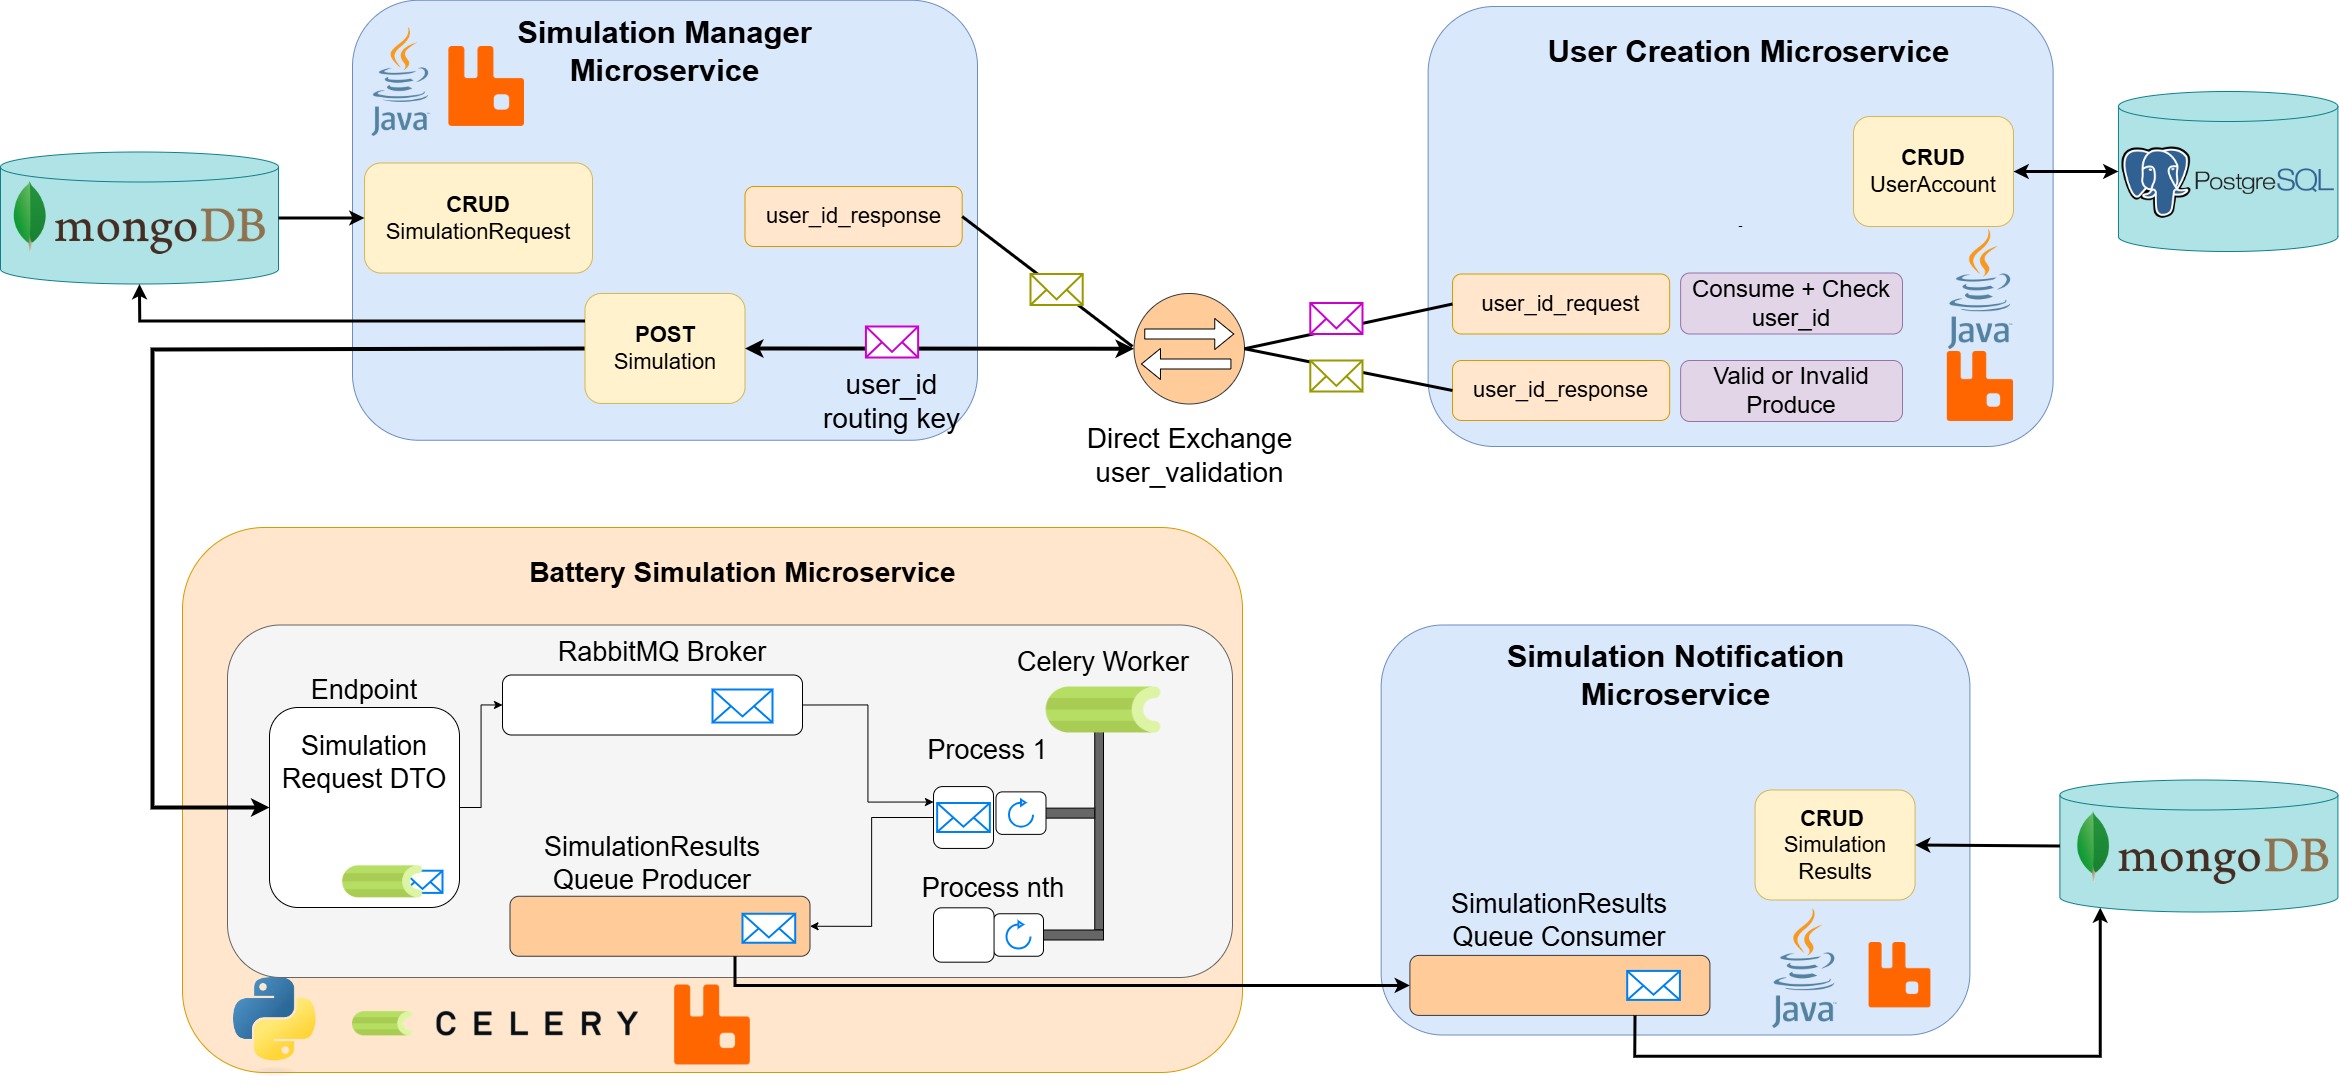 Simulation Manager
Microservice
Java
mongoDB
CRUD
SimulationRequest
user_id_response
POST
Simulation
user_id
routing key
Direct Exchange
user_validation
User Creation Microservice
CRUD
UserAccount
PostgreSQL
user_id_request
Consume + Check
user_id
Java
user_id_response
Valid or Invalid
Produce
Battery Simulation Microservice
RabbitMQ Broker
Celery Worker
Endpoint
Simulation
Request DTO
Process 1
SimulationResults
Queue Producer
Process nth
CELERY
Simulation Notification
Microservice
CRUD
Simulation
Results
mongoDB
SimulationResults
Queue Consumer
Java